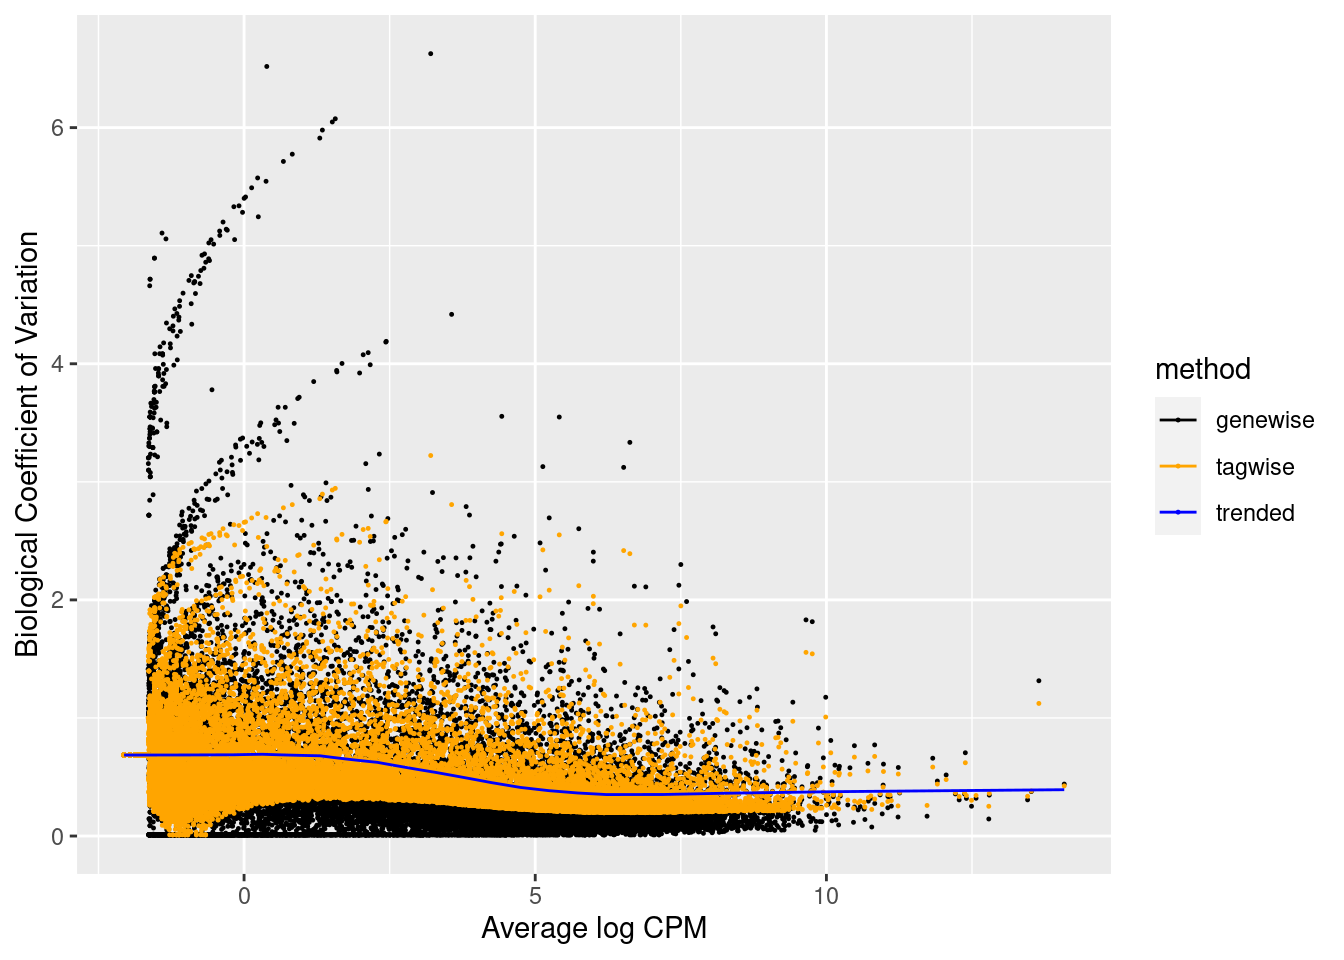 Biological Coefficient of Variation
6
4
2
0
0
5
10
Average log CPM
method
genewise
tagwise
trended